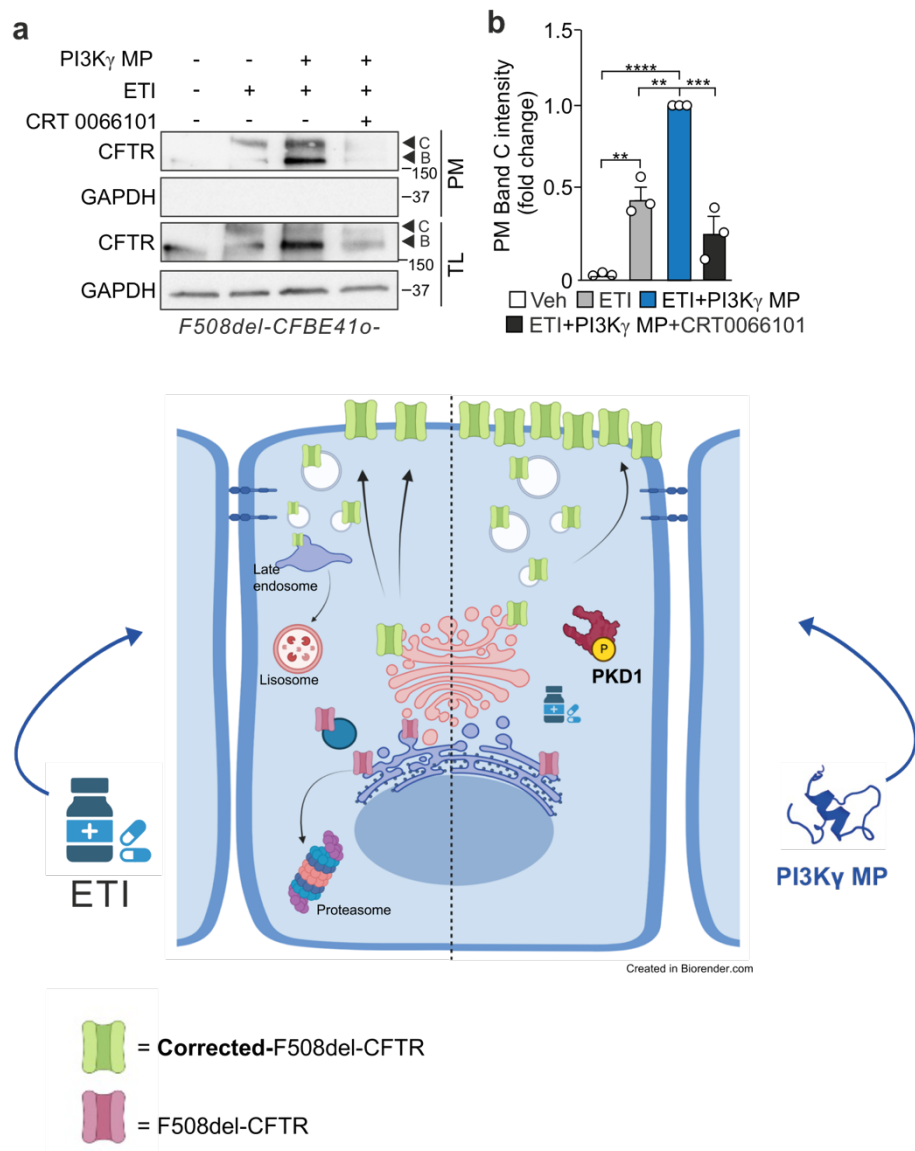 a
PI3Kγ MP - - + +
ETI - + + +
CRT 0066101 - - - +
CFTR
C
B
150
GAPDH
37
PM
CFTR
C
B
150
GAPDH
37
TL
F508del-CFBE41o-
b
PM Band C intensity
(fold change)
1.5
1.0
0.5
0
****
** ***
**
Veh ETI ETI+PI3Kγ MP
ETI+PI3Kγ MP+CRT0066101
Late
endosome
Lisosome
P
PKD1
Proteasome
ETI
PI3Kγ MP
Created in Biorender.com
= Corrected-F508del-CFTR
= F508del-CFTR